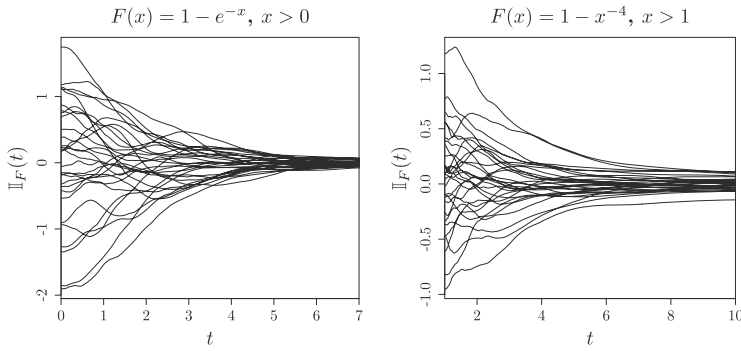 F(x) = 1 − e^{−x}, x > 0
𝕀_F(t)
1
0
-1
-2
0 1 2 3 4 5 6 7
t
F(x) = 1 − x^{−4}, x > 1
𝕀_F(t)
1.0
0.5
0.0
-0.5
-1.0
2 4 6 8 10
t